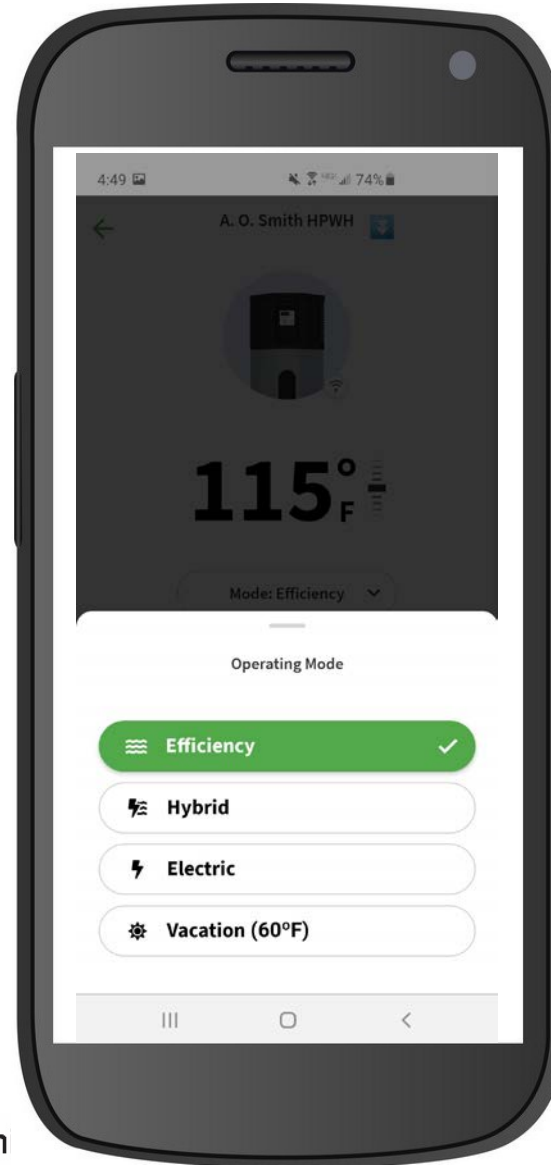 4:49 74%
A. O. Smith HPWH
115°F
Mode: Efficiency
Operating Mode
Efficiency
Hybrid
Electric
Vacation (60°F)